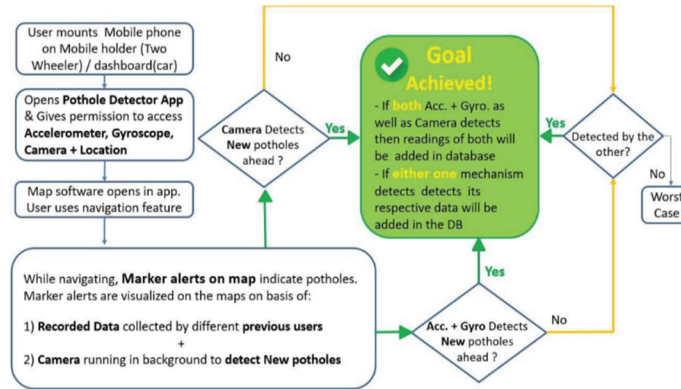 User mounts Mobile phone
on Mobile holder (Two
Wheeler) / dashboard(car)
Opens Pothole Detector App
& Gives permission to access
Accelerometer, Gyroscope,
Camera + Location
Map software opens in app.
User uses navigation feature
While navigating, Marker alerts on map indicate potholes.
Marker alerts are visualized on the maps on basis of:
1) Recorded Data collected by different previous users
+
2) Camera running in background to detect New potholes
No
Camera Detects
New potholes
ahead ?
Yes
Goal
Achieved!
- If both Acc. + Gyro. as
well as Camera detects
then readings of both will
be added in database
- If either one mechanism
detects detects its
respective data will be
added in the DB
Yes
Detected by the
other?
No
Worst
Case
Yes
Acc. + Gyro Detects
New potholes
ahead ?
No